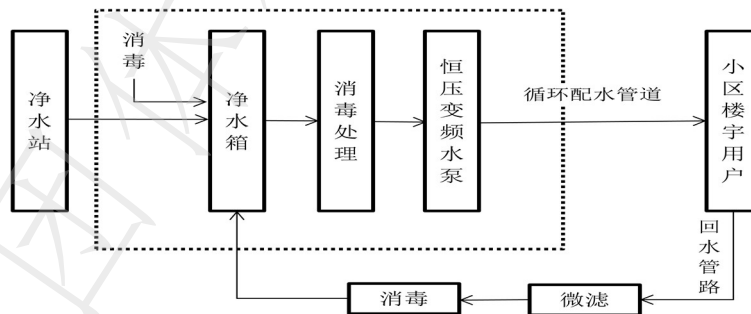 净水站
消毒
净水箱
消毒处理
恒压变频水泵
循环配水管道
小区楼宇用户
回水管路
微滤
消毒